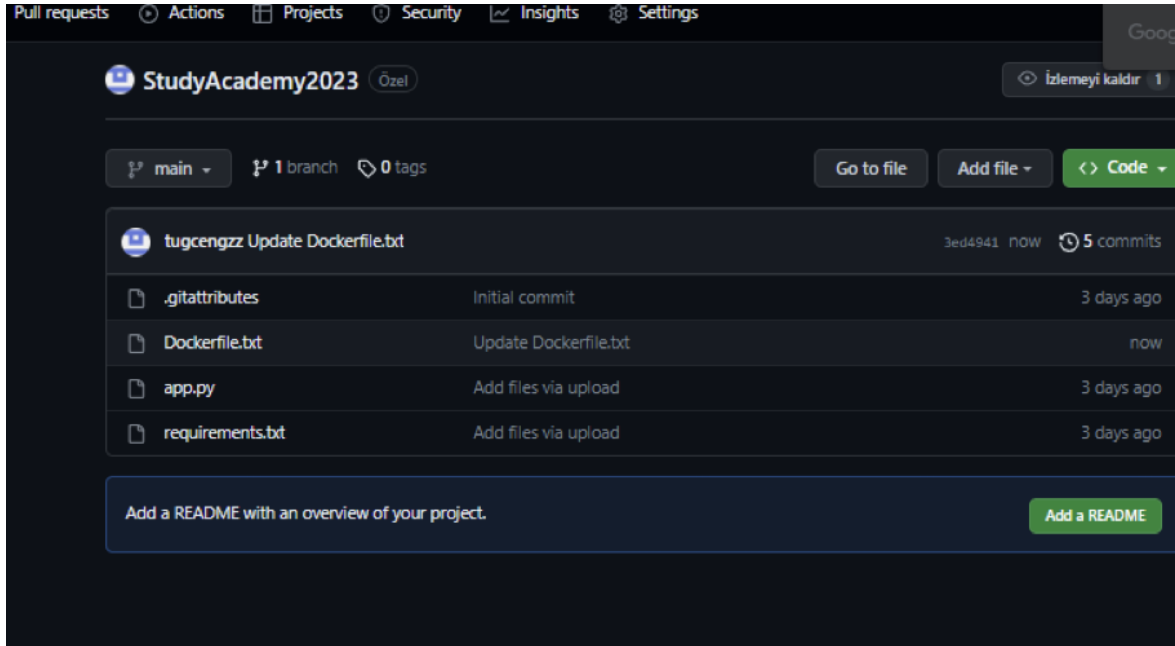 Pull requests Actions Projects Security Insights Settings
Goog
StudyAcademy2023 Özel İzlemeyi kaldır 1
main 1 branch 0 tags Go to file Add file <> Code
tugcengzz Update Dockerfile.txt 3ed4941 now 5 commits
.gitattributes Initial commit 3 days ago
Dockerfile.txt Update Dockerfile.txt now
app.py Add files via upload 3 days ago
requirements.txt Add files via upload 3 days ago
Add a README with an overview of your project. Add a README